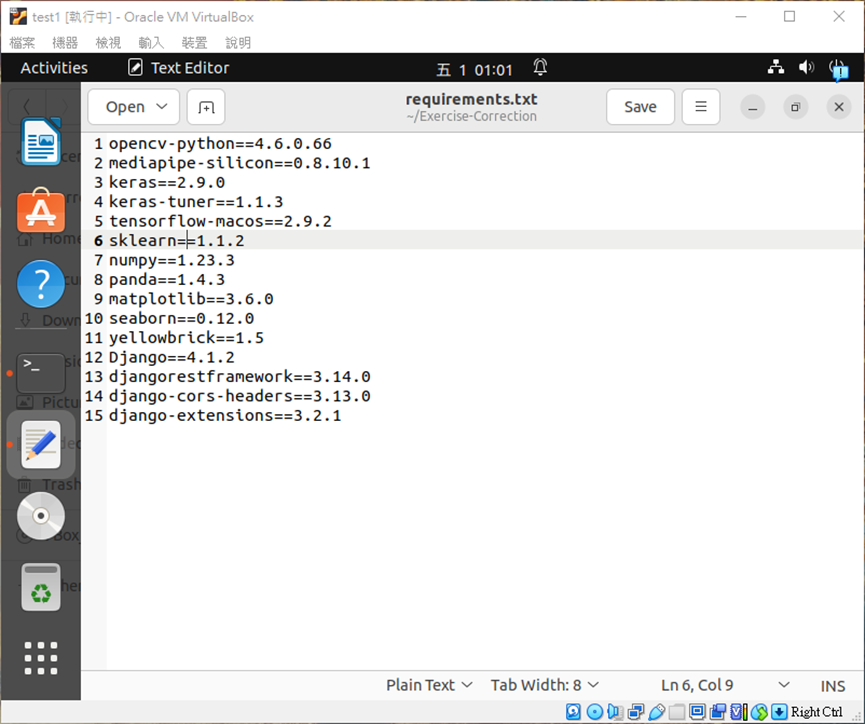 test1 [執行中] - Oracle VM VirtualBox
檔案 機器 檢視 輸入 裝置 說明
Activities Text Editor 五 1 01:01
Open requirements.txt Save
~/Exercise-Correction
1 opencv-python==4.6.0.66
2 mediapipe-silicon==0.8.10.1
3 keras==2.9.0
4 keras-tuner==1.1.3
5 tensorflow-macos==2.9.2
6 sklearn==1.1.2
7 numpy==1.23.3
8 panda==1.4.3
9 matplotlib==3.6.0
10 seaborn==0.12.0
11 yellowbrick==1.5
12 Django==4.1.2
13 djangorestframework==3.14.0
14 django-cors-headers==3.13.0
15 django-extensions==3.2.1
Home
Trash
Plain Text Tab Width: 8 Ln 6, Col 9 INS
Right Ctrl